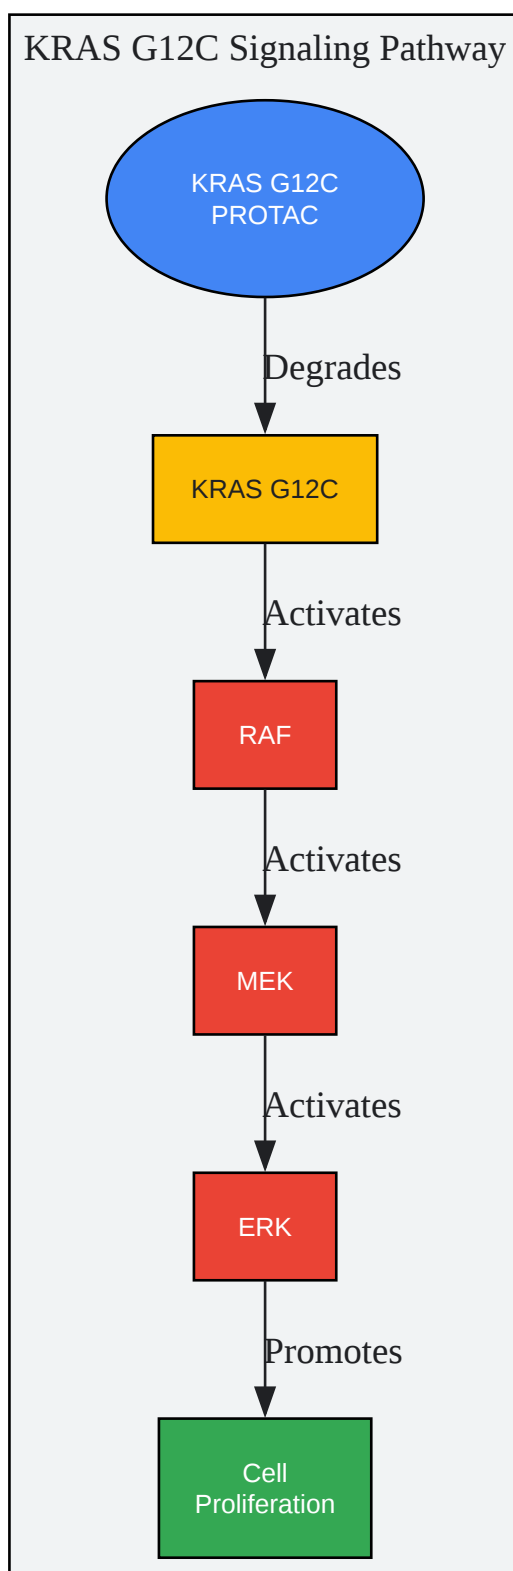 KRAS G12C Signaling Pathway
KRAS G12C
PROTAC
Degrades
KRAS G12C
Activates
RAF
Activates
MEK
Activates
ERK
Promotes
Cell
Proliferation